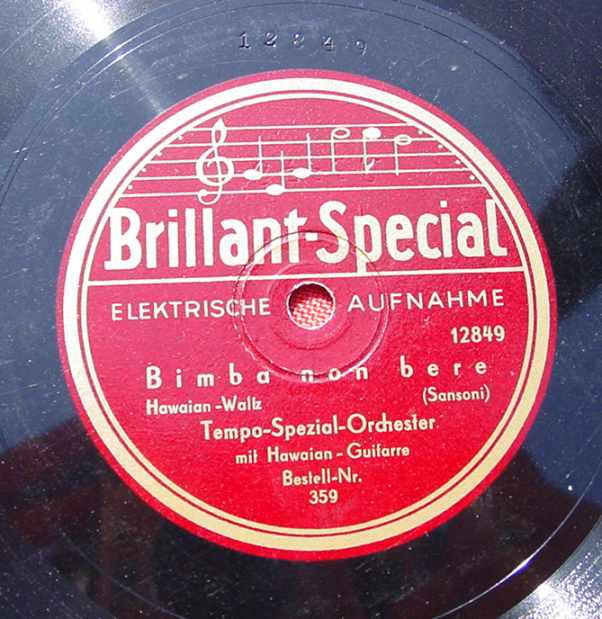 12849
Brillant-Special
ELEKTRISCHE AUFNAHME
12849
Bimba non bere
Hawaian-Waltz (Sansoni)
Tempo-Spezial-Orchester
mit Hawaian-Guitarre
Bestell-Nr.
359